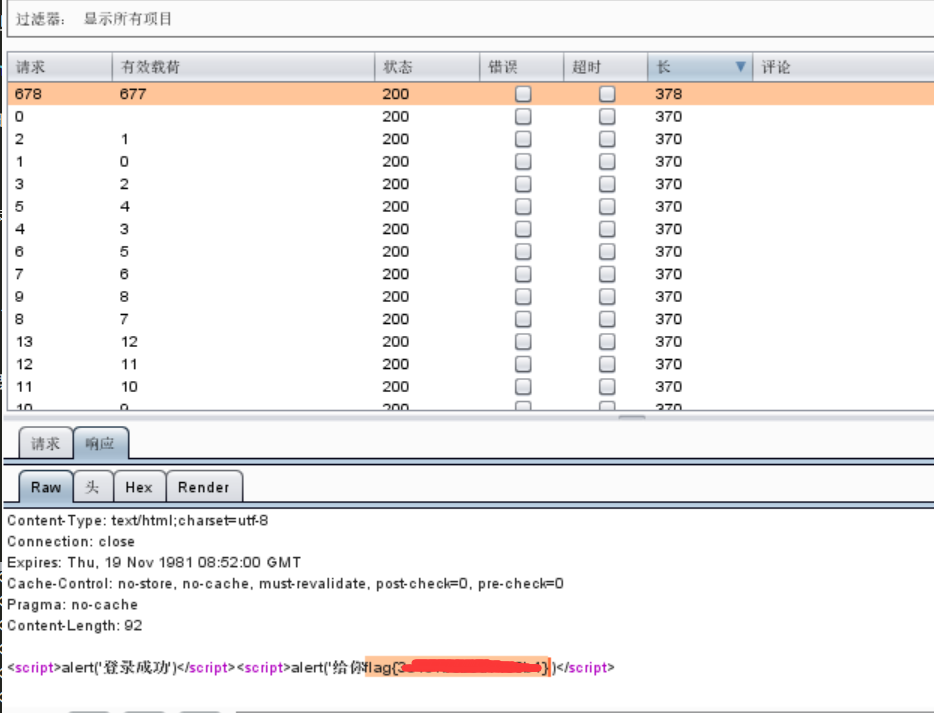 过滤器： 显示所有项目
请求 有效载荷 状态 错误 超时 长 评论
678 677 200 378
0 200 370
2 1 200 370
1 0 200 370
3 2 200 370
5 4 200 370
4 3 200 370
6 5 200 370
7 6 200 370
9 8 200 370
8 7 200 370
13 12 200 370
12 11 200 370
11 10 200 370
10 9 200 370
请求 响应
Raw 头 Hex Render
Content-Type: text/html;charset=utf-8
Connection: close
Expires: Thu, 19 Nov 1981 08:52:00 GMT
Cache-Control: no-store, no-cache, must-revalidate, post-check=0, pre-check=0
Pragma: no-cache
Content-Length: 92
<script>alert('登录成功')</script><script>alert('给你flag{3 }')</script>